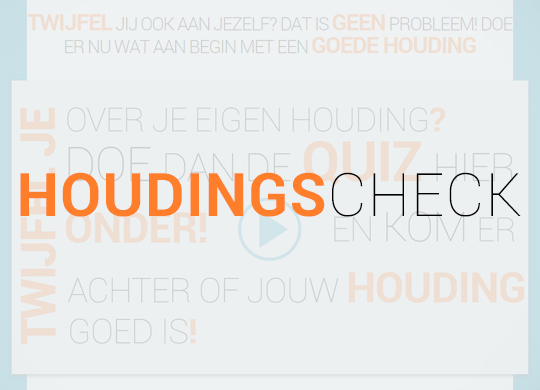 TWIJFEL JIJ OOK AAN JEZELF? DAT IS GEEN PROBLEEM! DOE
ER NU WAT AAN BEGIN MET EEN GOEDE HOUDING
TWIJFEL JE
OVER JE EIGEN HOUDING?
DOE DAN DE QUIZ HIER
HOUDINGSCHECK
ONDER! EN KOM ER
ACHTER OF JOUW HOUDING
GOED IS!